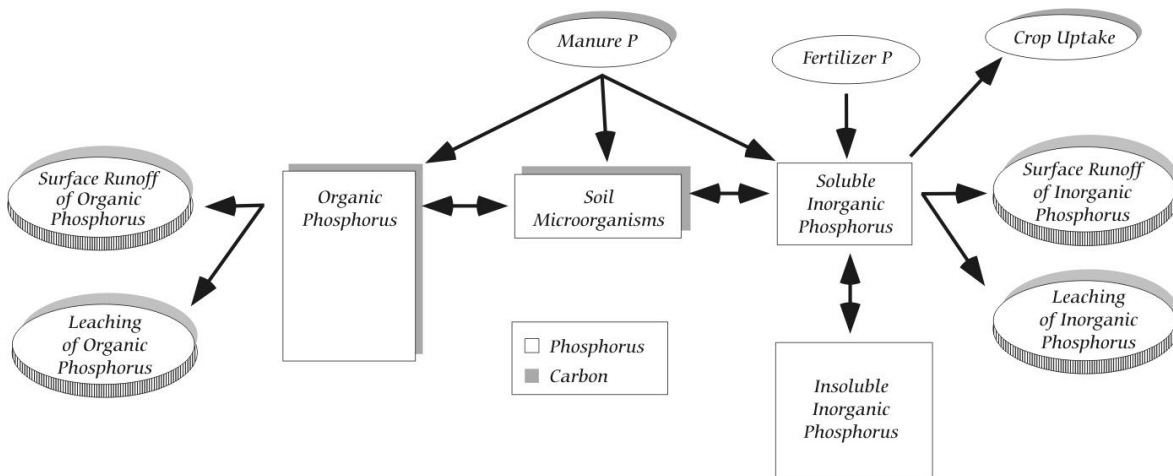 Manure P
Fertilizer P
Crop Uptake
Surface Runoff
of Organic
Phosphorus
Organic
Phosphorus
Soil
Microorganisms
Soluble
Inorganic
Phosphorus
Surface Runoff
of Inorganic
Phosphorus
Leaching
of Organic
Phosphorus
Phosphorus
Carbon
Insoluble
Inorganic
Phosphorus
Leaching
of Inorganic
Phosphorus